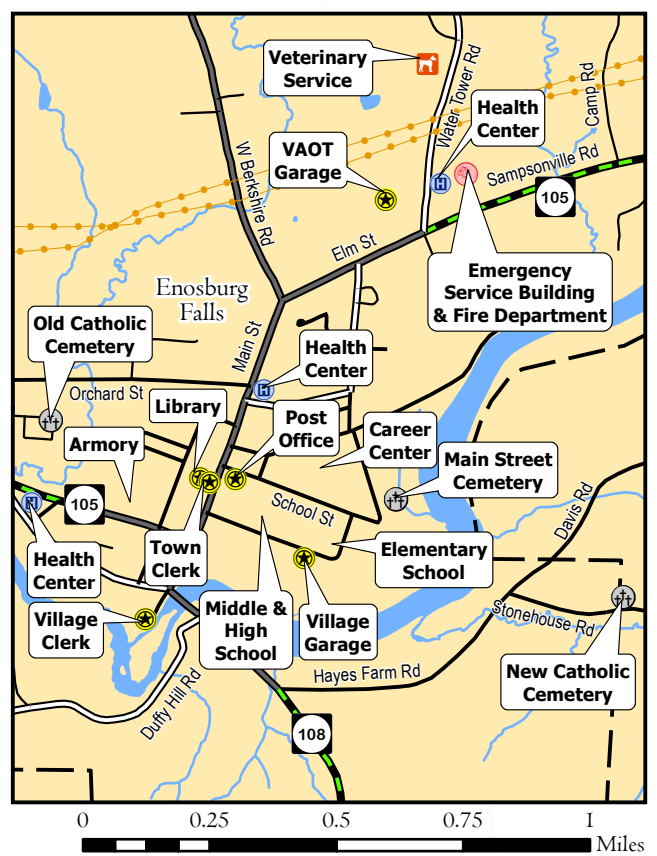 Veterinary
Service
Water Tower Rd
Camp Rd
Health
Center
VAOT
Garage
W Berkshire Rd
Sampsonville Rd
105
Elm St
Emergency
Service Building
& Fire Department
Enosburg
Falls
Old Catholic
Cemetery
Main St
Health
Center
Orchard St
Library
Post
Office
Career
Center
Armory
Main Street
Cemetery
105
School St
Davis Rd
Health
Center
Town
Clerk
Elementary
School
Village
Clerk
Middle &
High
School
Village
Garage
Stonehouse Rd
New Catholic
Cemetery
Hayes Farm Rd
Duffy Hill Rd
108
0 0.25 0.5 0.75 1
Miles
H
H
H